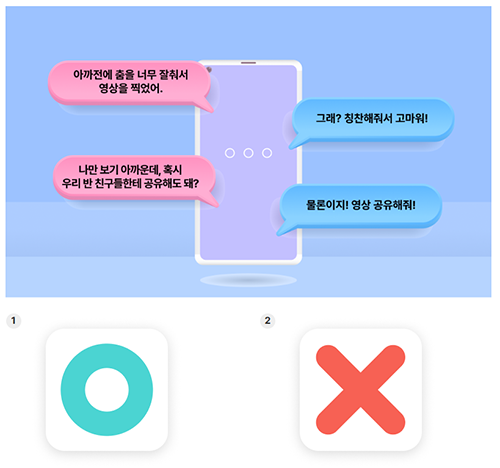 아까전에 춤을 너무 잘춰서
영상을 찍었어.
그래? 칭찬해줘서 고마워!
나만 보기 아까운데, 혹시
우리 반 친구들한테 공유해도 돼?
물론이지! 영상 공유해줘!
1
2